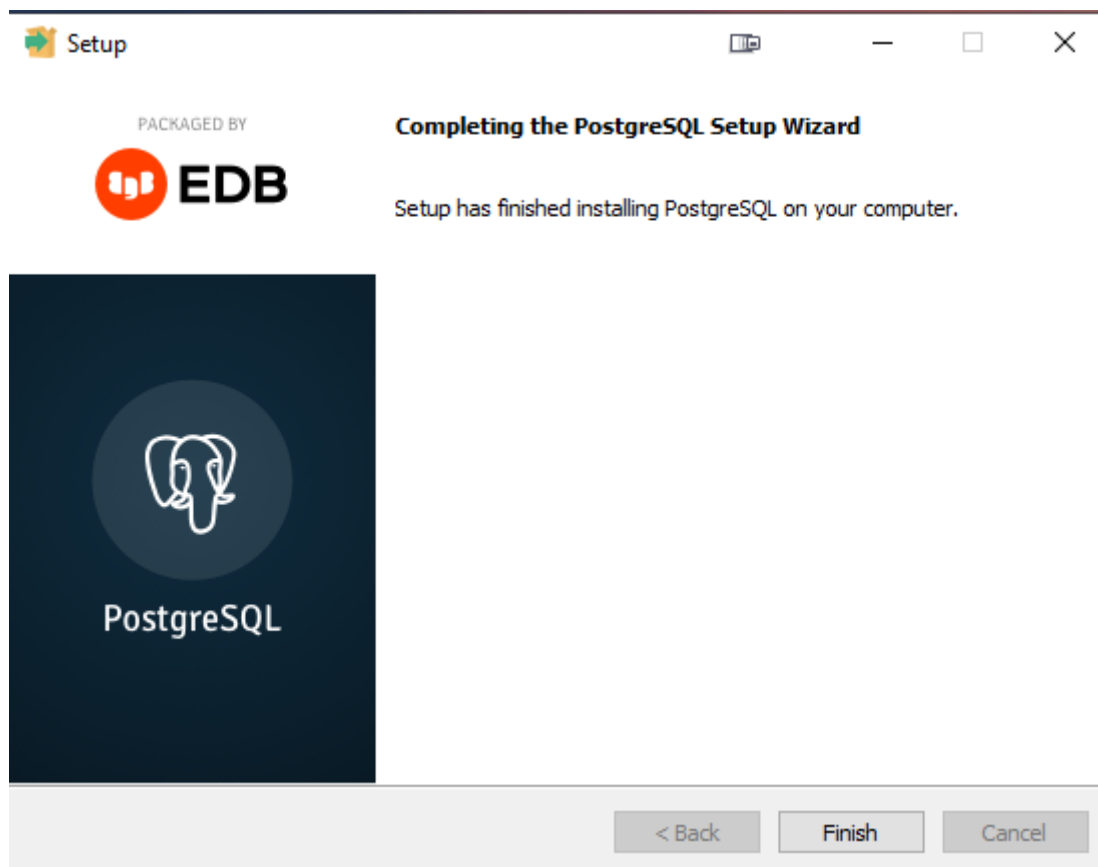 Setup
PACKAGED BY
EDB
Completing the PostgreSQL Setup Wizard
Setup has finished installing PostgreSQL on your computer.
PostgreSQL
< Back
Finish
Cancel